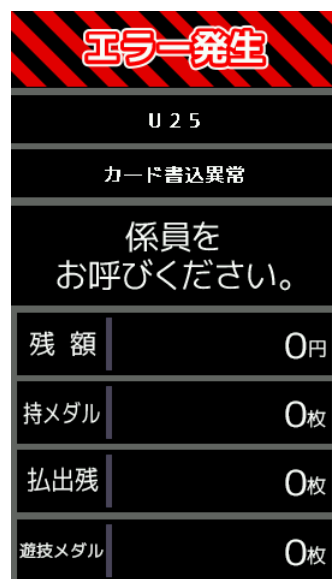 エラー発生
U25
カード書込異常
係員を
お呼びください。
残 額 0円
持メダル 0枚
払出残 0枚
遊技メダル 0枚